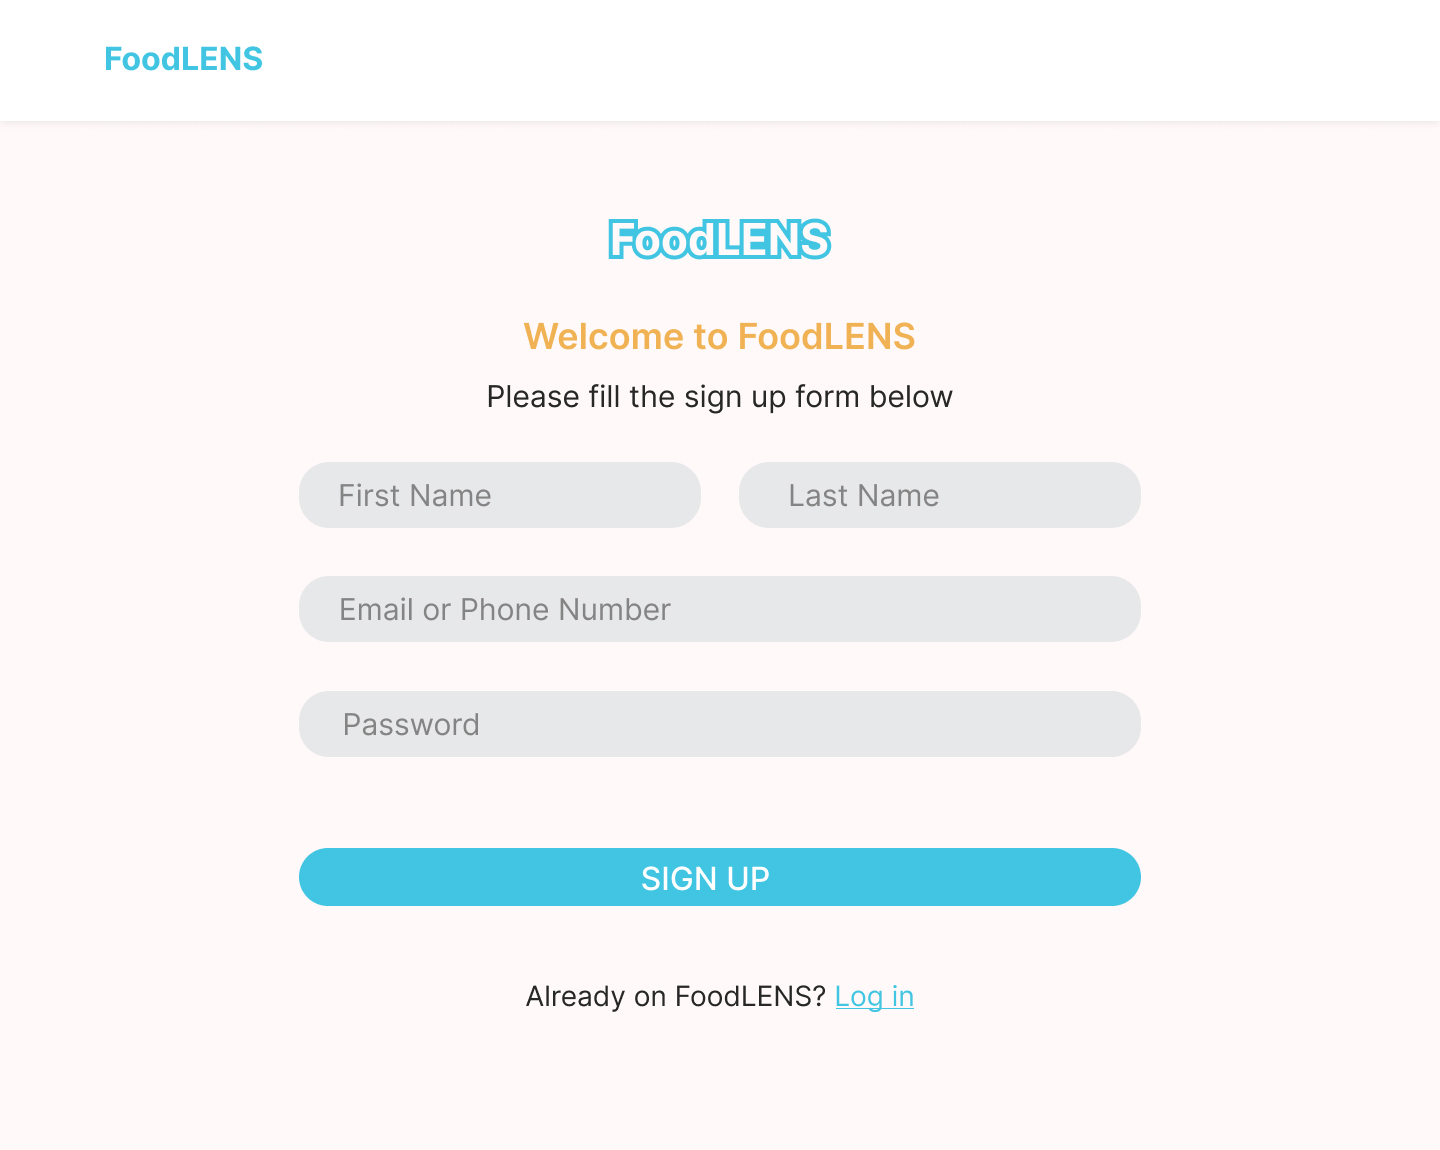 FoodLENS
FoodLENS
Welcome to FoodLENS
Please fill the sign up form below
First Name
Last Name
Email or Phone Number
Password
SIGN UP
Already on FoodLENS? Log in